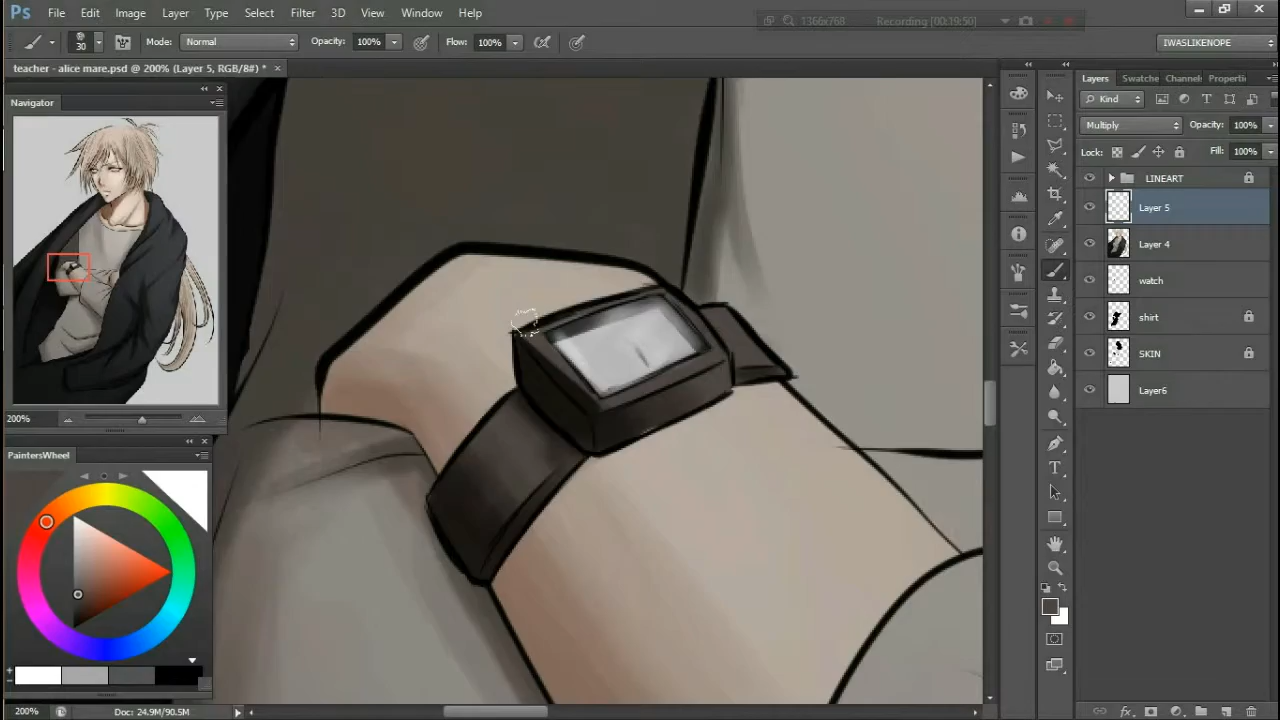 Ps File Edit Image Layer Type Select Filter 3D View Window Help
1366x768 Recording [00:19:50]
30 Mode: Normal Opacity: 100% Flow: 100% IWASLIKENOPE
teacher - alice mare.psd @ 200% (Layer 5, RGB/8#) * ×
Navigator
200%
PaintersWheel
Layers Swatche Channel Properti
Kind
Multiply Opacity: 100%
Lock: Fill: 100%
LINEART
Layer 5
Layer 4
watch
shirt
SKIN
Layer6
200% Doc: 24.9M/90.5M